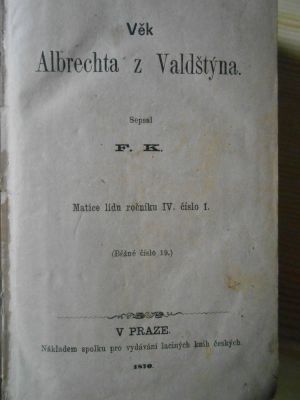 Věk
Albrechta z Valdštýna.
Sepsal
F. K.
Matice lidu ročníku IV. číslo 1.
(Běžné číslo 19.)
V PRAZE.
Nákladem spolku pro vydávání laciných knih českých.
1870.